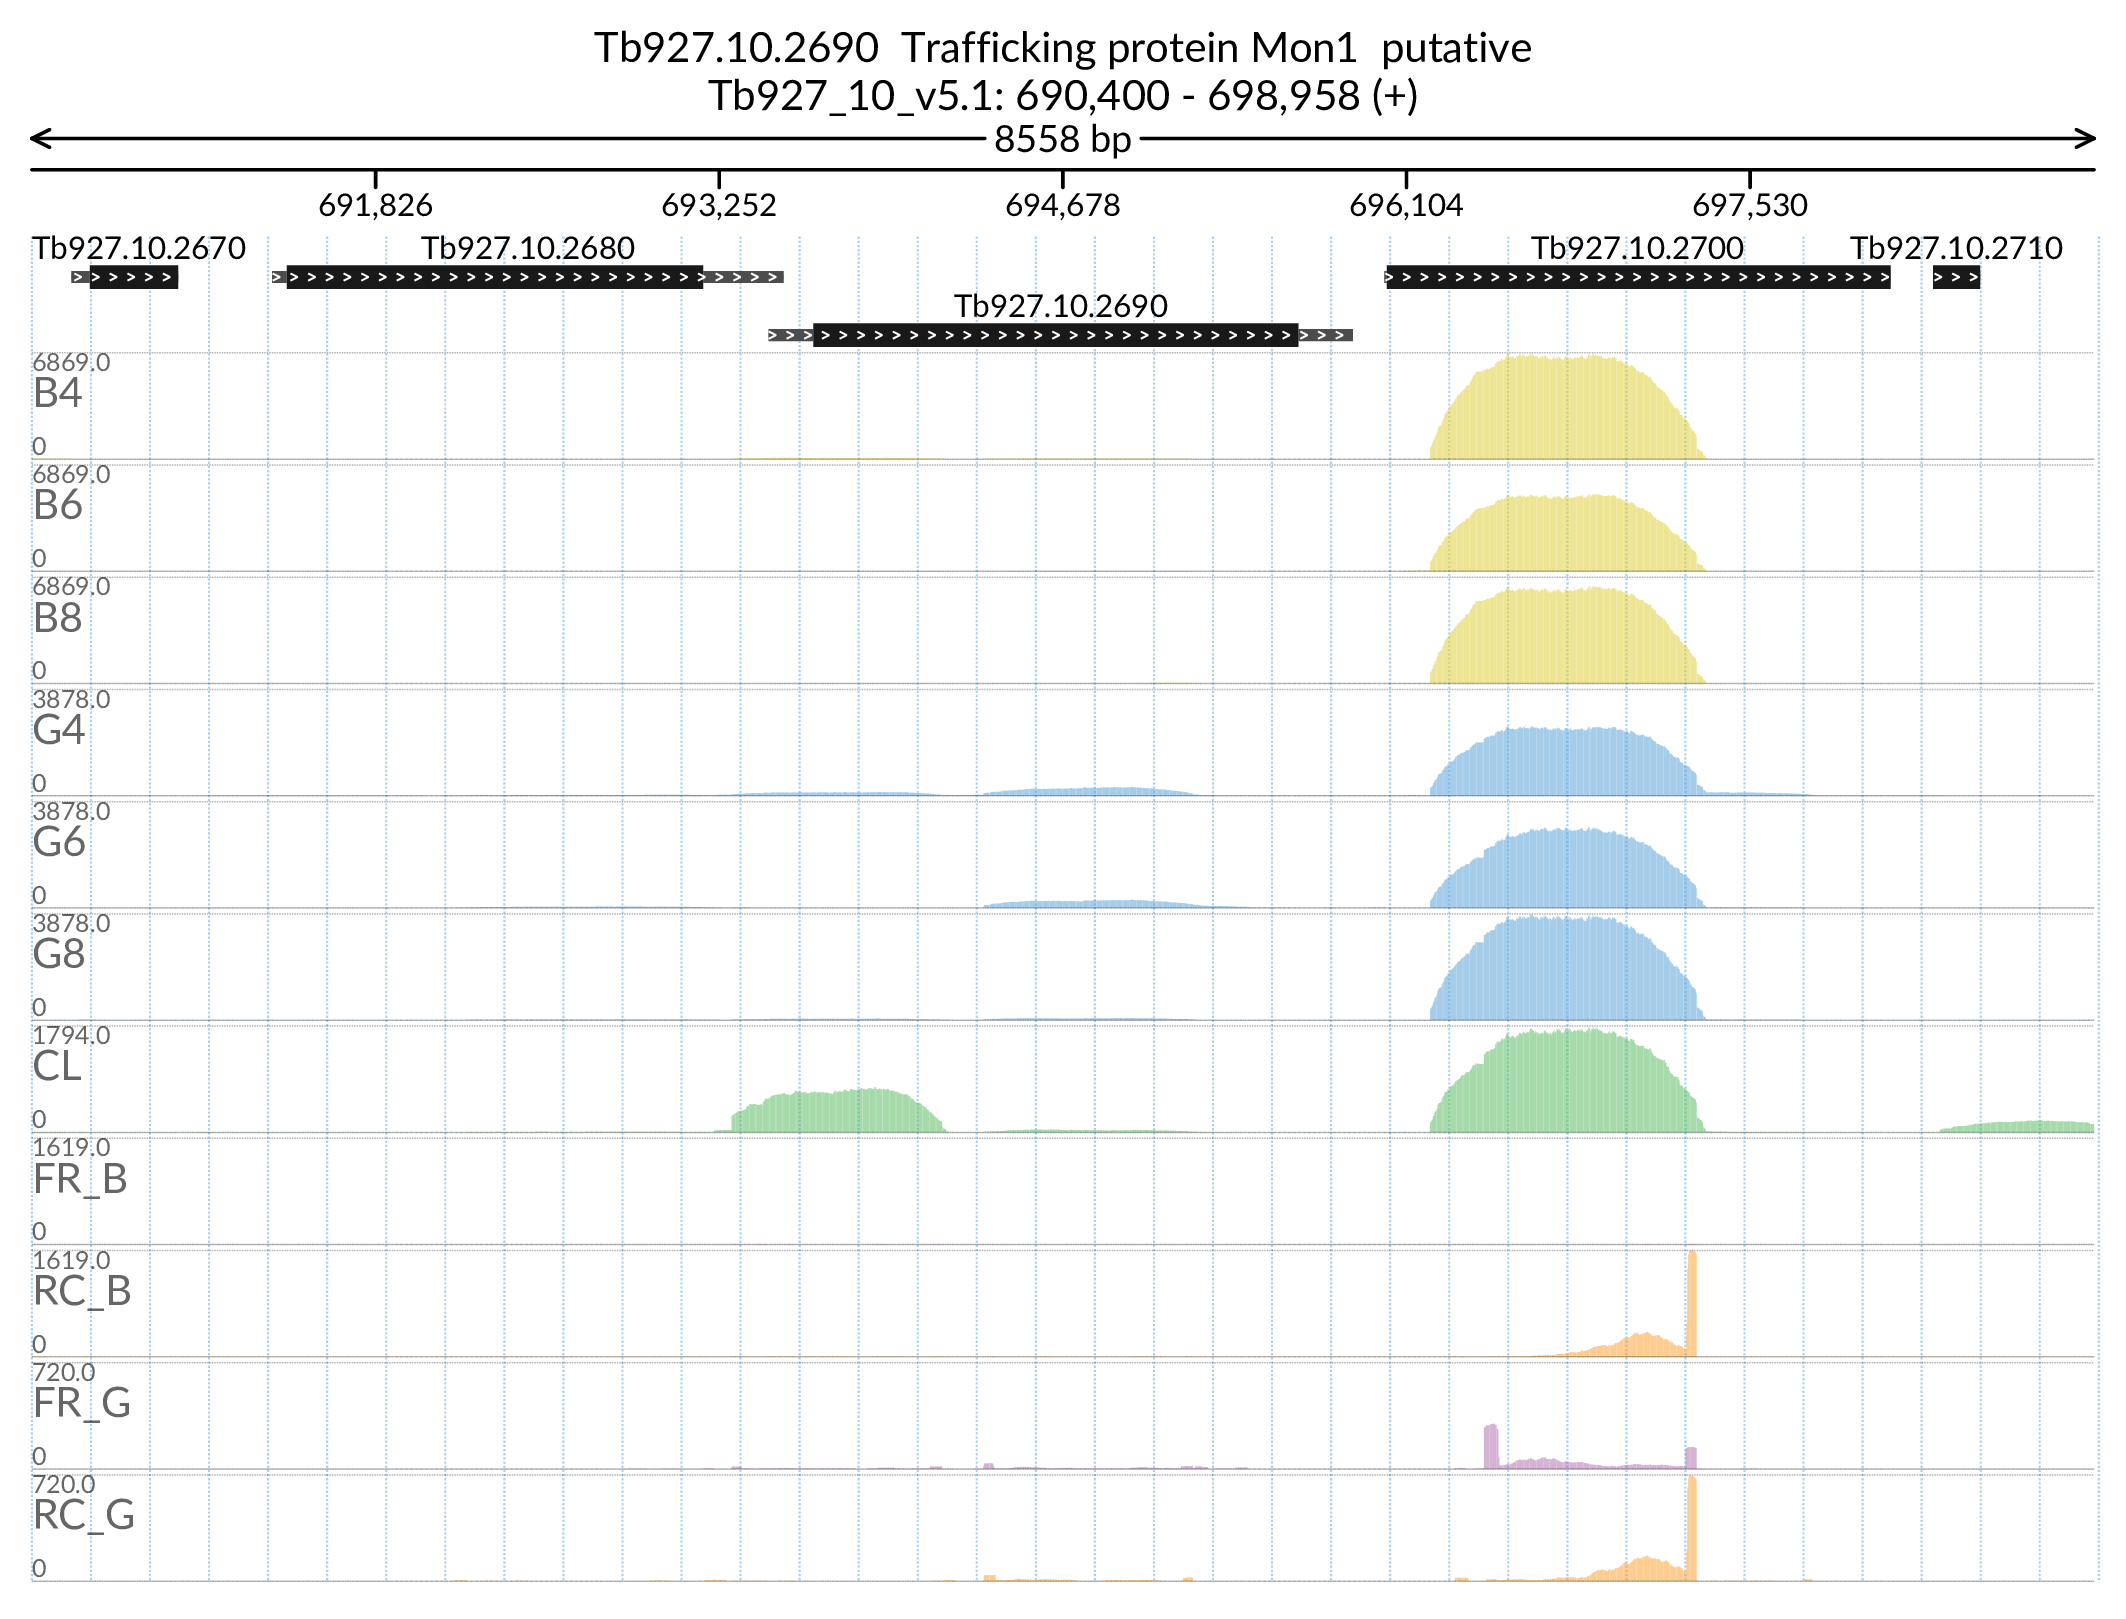 Tb927.10.2690  Trafficking protein Mon1  putative
Tb927_10_v5.1: 690,400 - 698,958 (+)
8558 bp
691,826 693,252 694,678 696,104 697,530
Tb927.10.2670 Tb927.10.2680 Tb927.10.2700 Tb927.10.2710
Tb927.10.2690
6869.0
B4
0
6869.0
B6
0
6869.0
B8
0
3878.0
G4
0
3878.0
G6
0
3878.0
G8
0
1794.0
CL
0
1619.0
FR_B
0
1619.0
RC_B
0
720.0
FR_G
0
720.0
RC_G
0